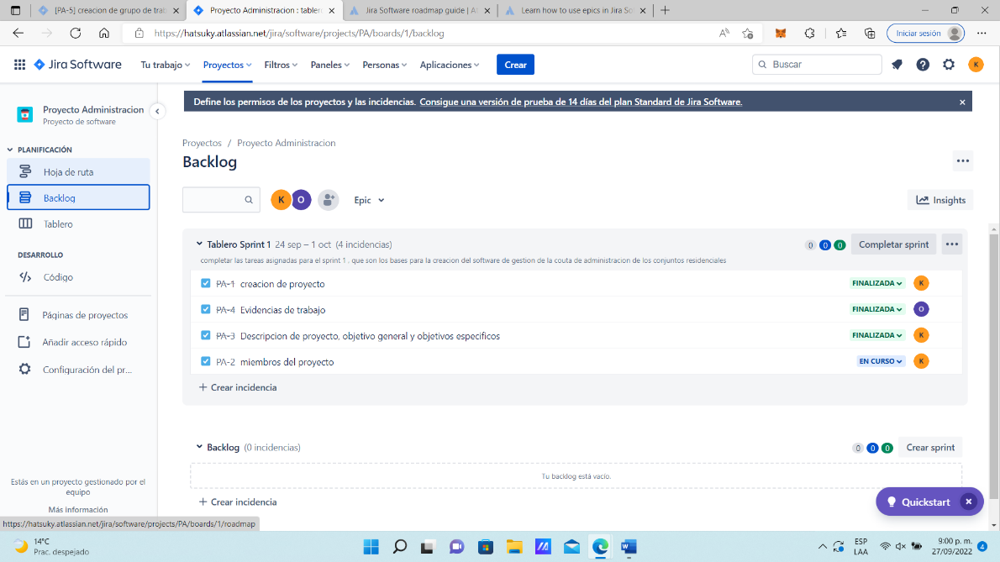 [PA-5] creacion de grupo de trab
Proyecto Administracion : tabler
Jira Software roadmap guide | At
Learn how to use epics in Jira So
https://hatsuky.atlassian.net/jira/software/projects/PA/boards/1/backlog
Iniciar sesión
Jira Software
Tu trabajo
Proyectos
Filtros
Paneles
Personas
Aplicaciones
Crear
Buscar
K
Proyecto Administracion
Proyecto de software
Define los permisos de los proyectos y las incidencias. Consigue una versión de prueba de 14 días del plan Standard de Jira Software.
PLANIFICACIÓN
Hoja de ruta
Backlog
Tablero
DESARROLLO
Código
Páginas de proyectos
Añadir acceso rápido
Configuración del pr...
Estás en un proyecto gestionado por el
equipo
Más información
Proyectos / Proyecto Administracion
Backlog
K O
Epic
Insights
Tablero Sprint 1 24 sep – 1 oct (4 incidencias)
0 0 0
Completar sprint
completar las tareas asignadas para el sprint 1 . que son los bases para la creacion del software de gestion de la couta de administracion de los conjuntos residenciales
PA-1 creacion de proyecto FINALIZADA K
PA-4 Evidencias de trabajo FINALIZADA O
PA-3 Descripcion de proyecto, objetivo general y objetivos especificos FINALIZADA K
PA-2 miembros del proyecto EN CURSO K
+ Crear incidencia
Backlog (0 incidencias)
0 0 0
Crear sprint
Tu backlog está vacío.
+ Crear incidencia
Quickstart
https://hatsuky.atlassian.net/jira/software/projects/PA/boards/1/roadmap
14°C
Prac. despejado
ESP
LAA
9:00 p. m.
27/09/2022
4